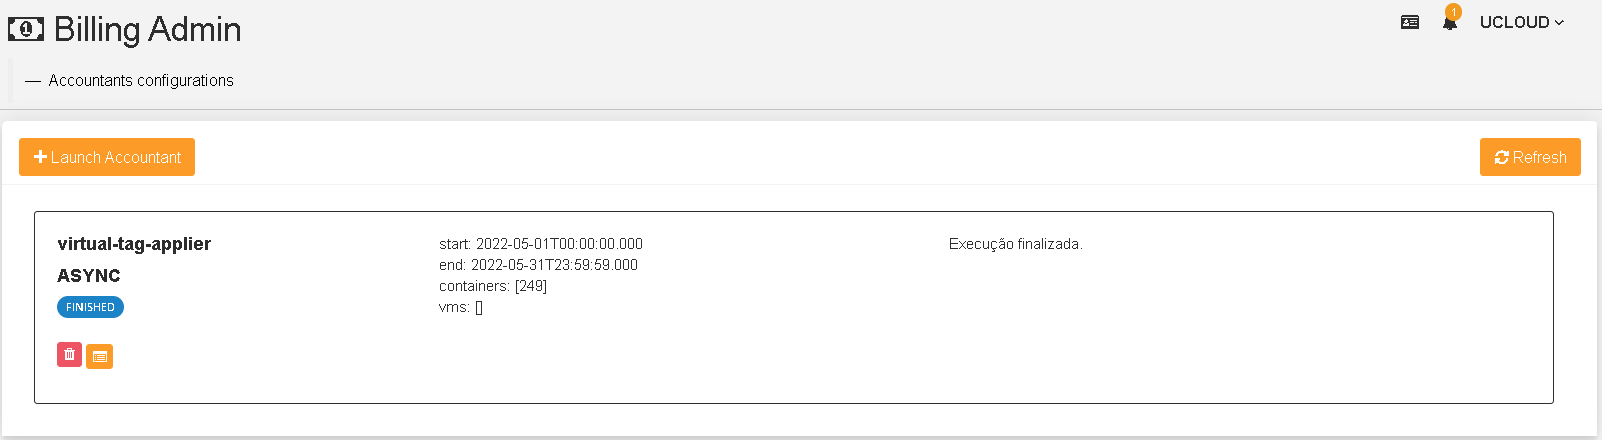 Billing Admin
1
UCLOUD
— Accountants configurations
Launch Accountant
Refresh
virtual-tag-applier
ASYNC
FINISHED
start: 2022-05-01T00:00:00.000
end: 2022-05-31T23:59:59.000
containers: [249]
vms: []
Execução finalizada.